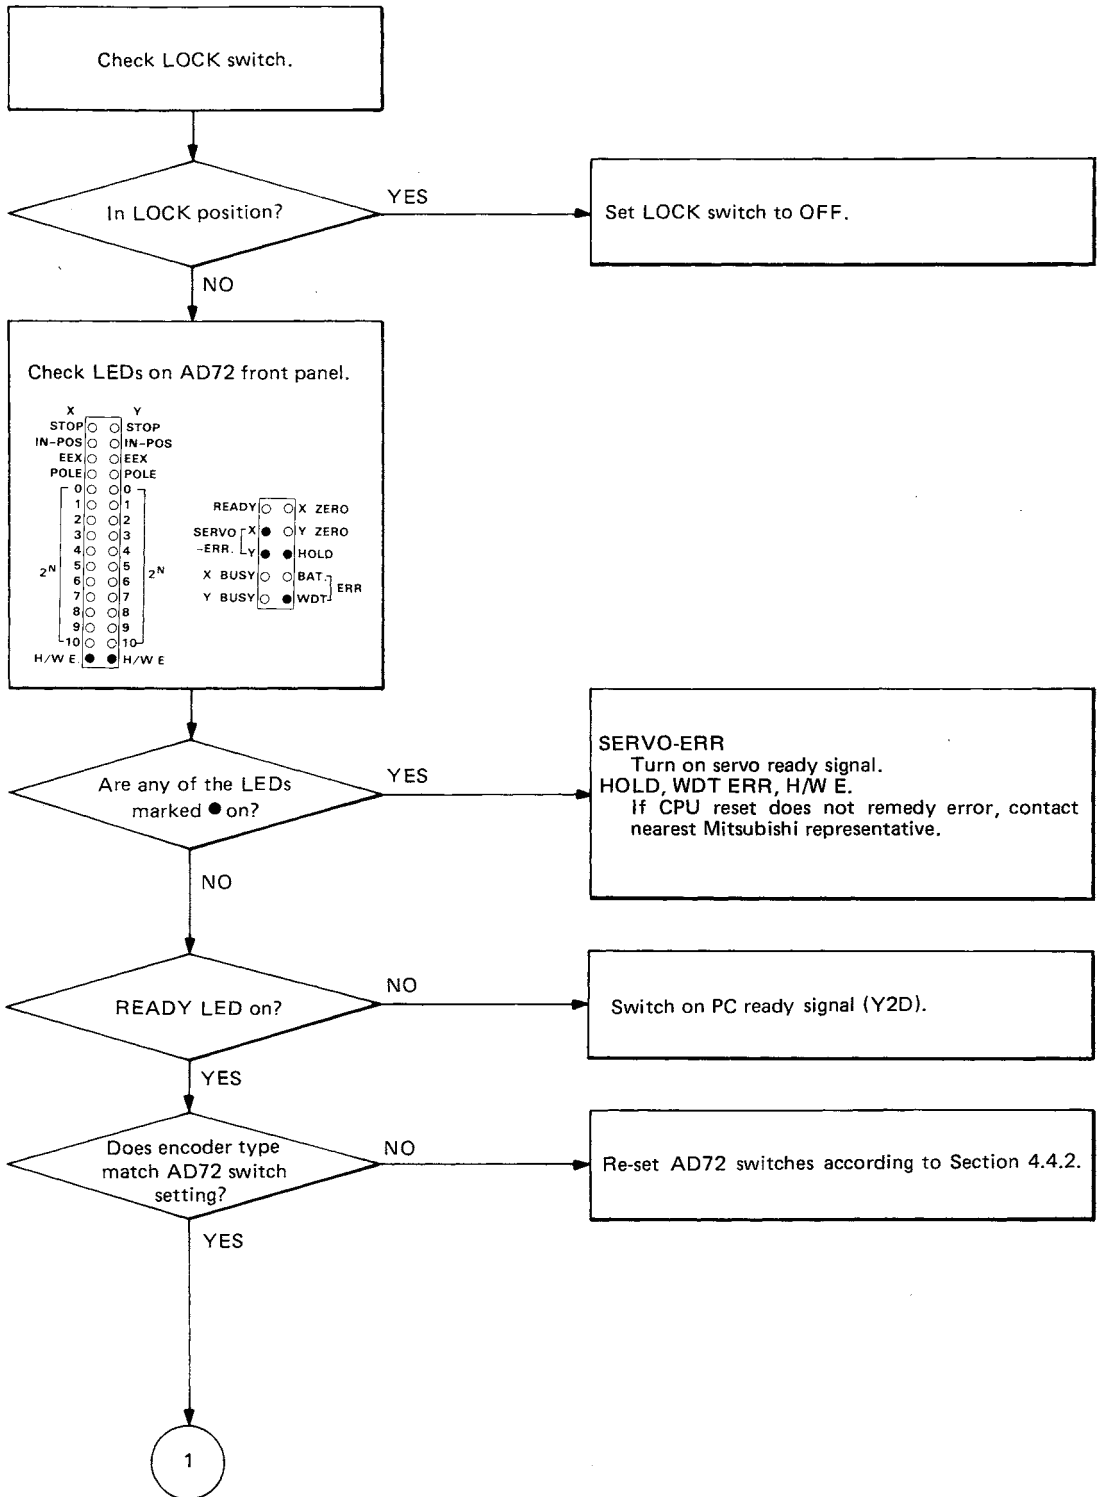 Check LOCK switch.
In LOCK position?
YES
Set LOCK switch to OFF.
NO
Check LEDs on AD72 front panel.
X Y
STOP STOP
IN-POS IN-POS
EEX EEX
POLE POLE
0 0
1 1
2 2
3 3
4 4
5 5
6 6
7 7
8 8
9 9
10 10
2N 2N
H/W E. H/W E
READY X ZERO
SERVO X Y ZERO
-ERR. Y HOLD
X BUSY BAT. ERR
Y BUSY WDT
Are any of the LEDs
marked ● on?
YES
SERVO-ERR
Turn on servo ready signal.
HOLD, WDT ERR, H/W E.
If CPU reset does not remedy error, contact
nearest Mitsubishi representative.
NO
READY LED on?
NO
Switch on PC ready signal (Y2D).
YES
Does encoder type
match AD72 switch
setting?
NO
Re-set AD72 switches according to Section 4.4.2.
YES
1